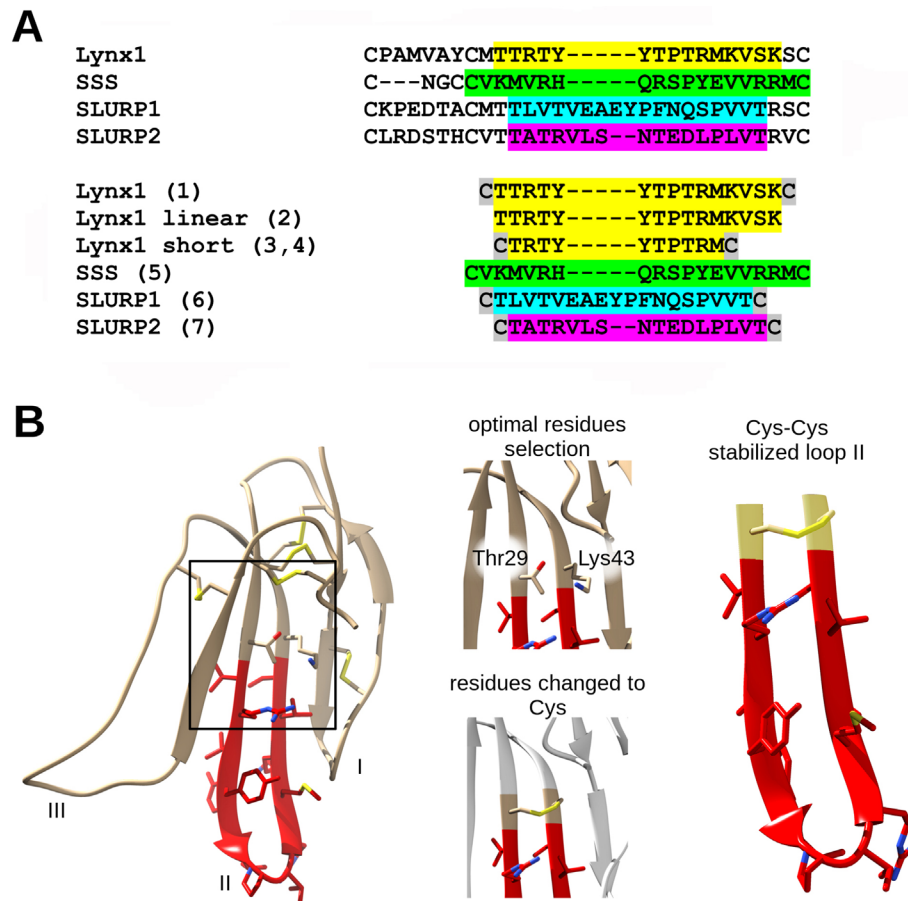 A
Lynx1 CPAMVAYCMTTRTY-----YTPTRMKVSKSC
SSS C---NGCCVKMVRH-----QRSPYEVVRRMC
SLURP1 CKPEDTACMTTLVTVEAEYPFNQSPVVTRSC
SLURP2 CLRDSTHCVTTATRVLS--NTEDLPLVTRVC
Lynx1 (1) CTTRTY-----YTPTRMKVSKC
Lynx1 linear (2) TTRTY-----YTPTRMKVSK
Lynx1 short (3,4) CTRTY-----YTPTRMC
SSS (5) CVKMVRH-----QRSPYEVVRRMC
SLURP1 (6) CTLVTVEAEYPFNQSPVVTC
SLURP2 (7) CTATRVLS--NTEDLPLVTC
B
optimal residues
selection
Thr29 Lys43
residues changed to
Cys
Cys-Cys
stabilized loop II
I
III
II